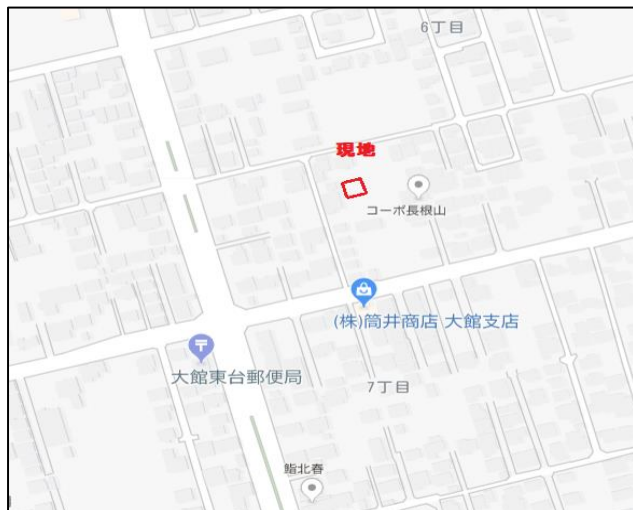 6丁目
現地
コーポ長根山
(株)筒井商店 大館支店
大館東台郵便局
7丁目
鮨北春